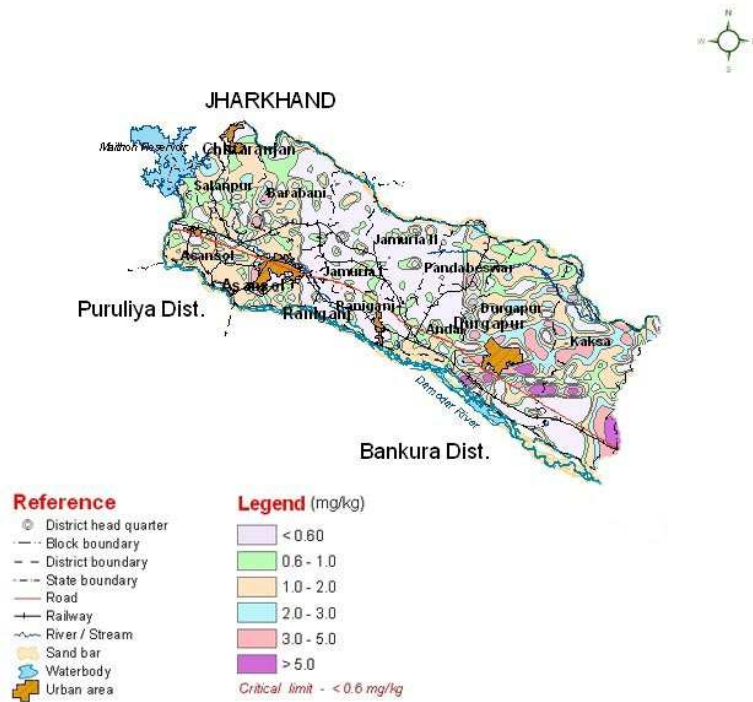 N
W
S
JHARKHAND
Maithon Reservoir
Chittaranjan
Salanpur
Barabani
Jamuria II
Asansol
Jamuria I
Pandabeswar
Asansol
Puruliya Dist.
Raniganj
Raniganj
Durgapur
Andal
Durgapur
Kaksa
Damodar River
Bankura Dist.
Reference
District head quarter
Block boundary
District boundary
State boundary
Road
Railway
River / Stream
Sand bar
Waterbody
Urban area
Legend (mg/kg)
< 0.60
0.6 - 1.0
1.0 - 2.0
2.0 - 3.0
3.0 - 5.0
> 5.0
Critical limit - < 0.6 mg/kg